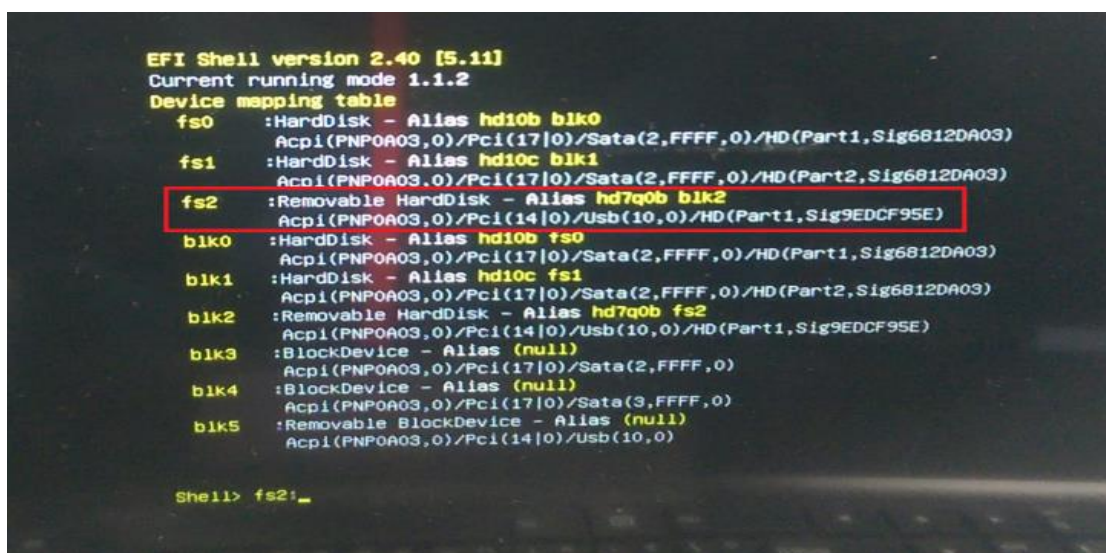 EFI Shell version 2.40 [5.11]
Current running mode 1.1.2
Device mapping table
fs0 :HardDisk - Alias hd10b blk0
Acpi(PNP0A03,0)/Pci(17|0)/Sata(2,FFFF,0)/HD(Part1,Sig6812DA03)
fs1 :HardDisk - Alias hd10c blk1
Acpi(PNP0A03,0)/Pci(17|0)/Sata(2,FFFF,0)/HD(Part2,Sig6812DA03)
fs2 :Removable HardDisk - Alias hd7q0b blk2
Acpi(PNP0A03,0)/Pci(14|0)/Usb(10,0)/HD(Part1,Sig9EDCF95E)
blk0 :HardDisk - Alias hd10b fs0
Acpi(PNP0A03,0)/Pci(17|0)/Sata(2,FFFF,0)/HD(Part1,Sig6812DA03)
blk1 :HardDisk - Alias hd10c fs1
Acpi(PNP0A03,0)/Pci(17|0)/Sata(2,FFFF,0)/HD(Part2,Sig6812DA03)
blk2 :Removable HardDisk - Alias hd7q0b fs2
Acpi(PNP0A03,0)/Pci(14|0)/Usb(10,0)/HD(Part1,Sig9EDCF95E)
blk3 :BlockDevice - Alias (null)
Acpi(PNP0A03,0)/Pci(17|0)/Sata(2,FFFF,0)
blk4 :BlockDevice - Alias (null)
Acpi(PNP0A03,0)/Pci(17|0)/Sata(3,FFFF,0)
blk5 :Removable BlockDevice - Alias (null)
Acpi(PNP0A03,0)/Pci(14|0)/Usb(10,0)
Shell> fs2:_